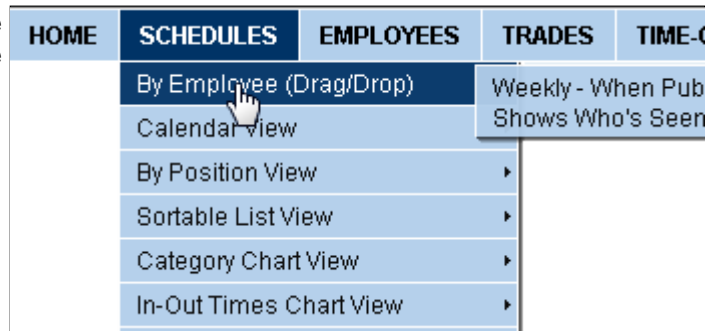 HOME SCHEDULES EMPLOYEES TRADES TIME-
By Employee (Drag/Drop)
Weekly - When Pub
Shows Who's Seen
Calendar View
By Position View
Sortable List View
Category Chart View
In-Out Times Chart View